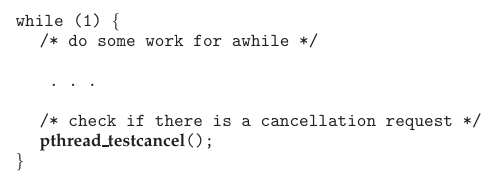 while (1) {
/* do some work for awhile */
. . .
/* check if there is a cancellation request */
pthread_testcancel();
}